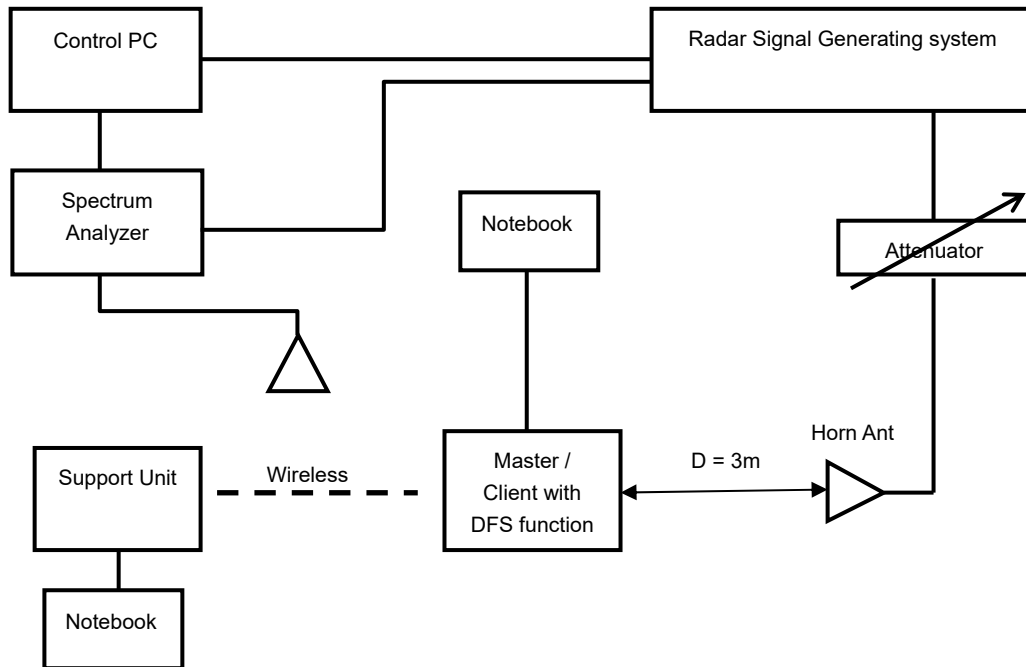 Control PC
Radar Signal Generating system
Spectrum
Analyzer
Notebook
Attenuator
Horn Ant
Support Unit
Wireless
Master /
Client with
DFS function
D = 3m
Notebook